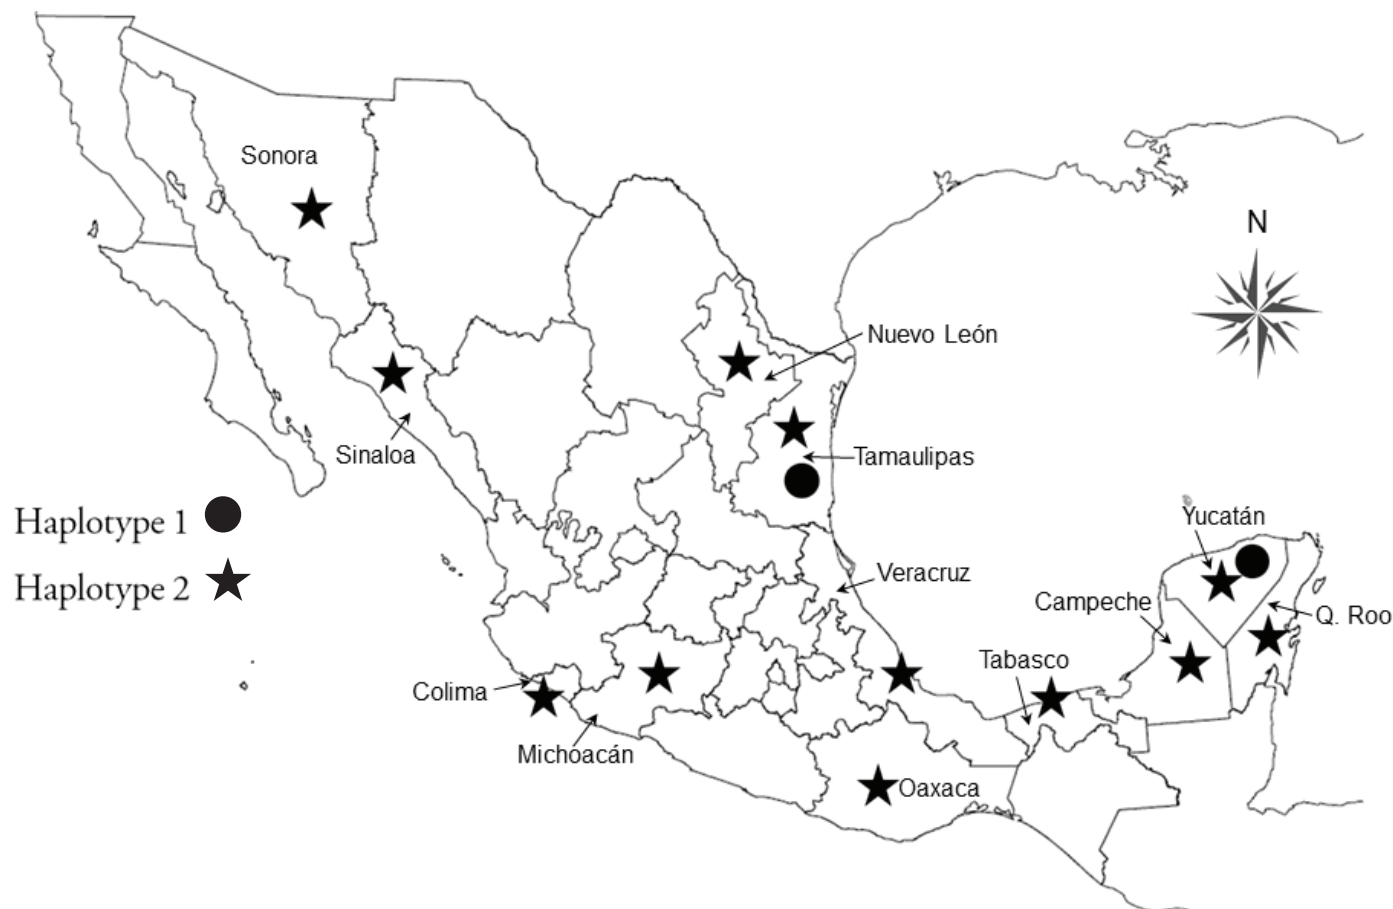 Sonora
N
Nuevo León
Sinaloa
Tamaulipas
Haplotype 1
Yucatán
Haplotype 2
Veracruz
Campeche
Q. Roo
Tabasco
Colima
Michoacán
Oaxaca